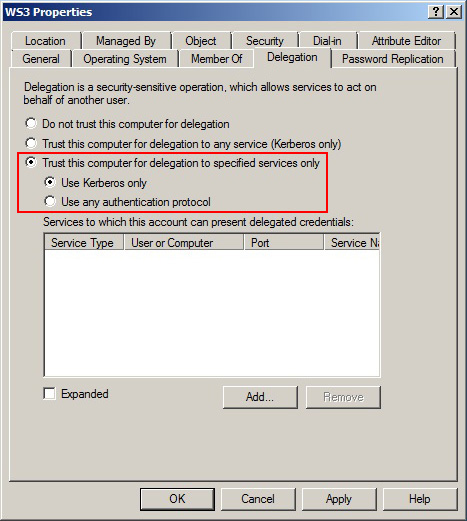 WS3 Properties
Location Managed By Object Security Dial-in Attribute Editor
General Operating System Member Of Delegation Password Replication
Delegation is a security-sensitive operation, which allows services to act on
behalf of another user.
Do not trust this computer for delegation
Trust this computer for delegation to any service (Kerberos only)
Trust this computer for delegation to specified services only
Use Kerberos only
Use any authentication protocol
Services to which this account can present delegated credentials:
Service Type User or Computer Port Service Na
Expanded Add... Remove
OK Cancel Apply Help